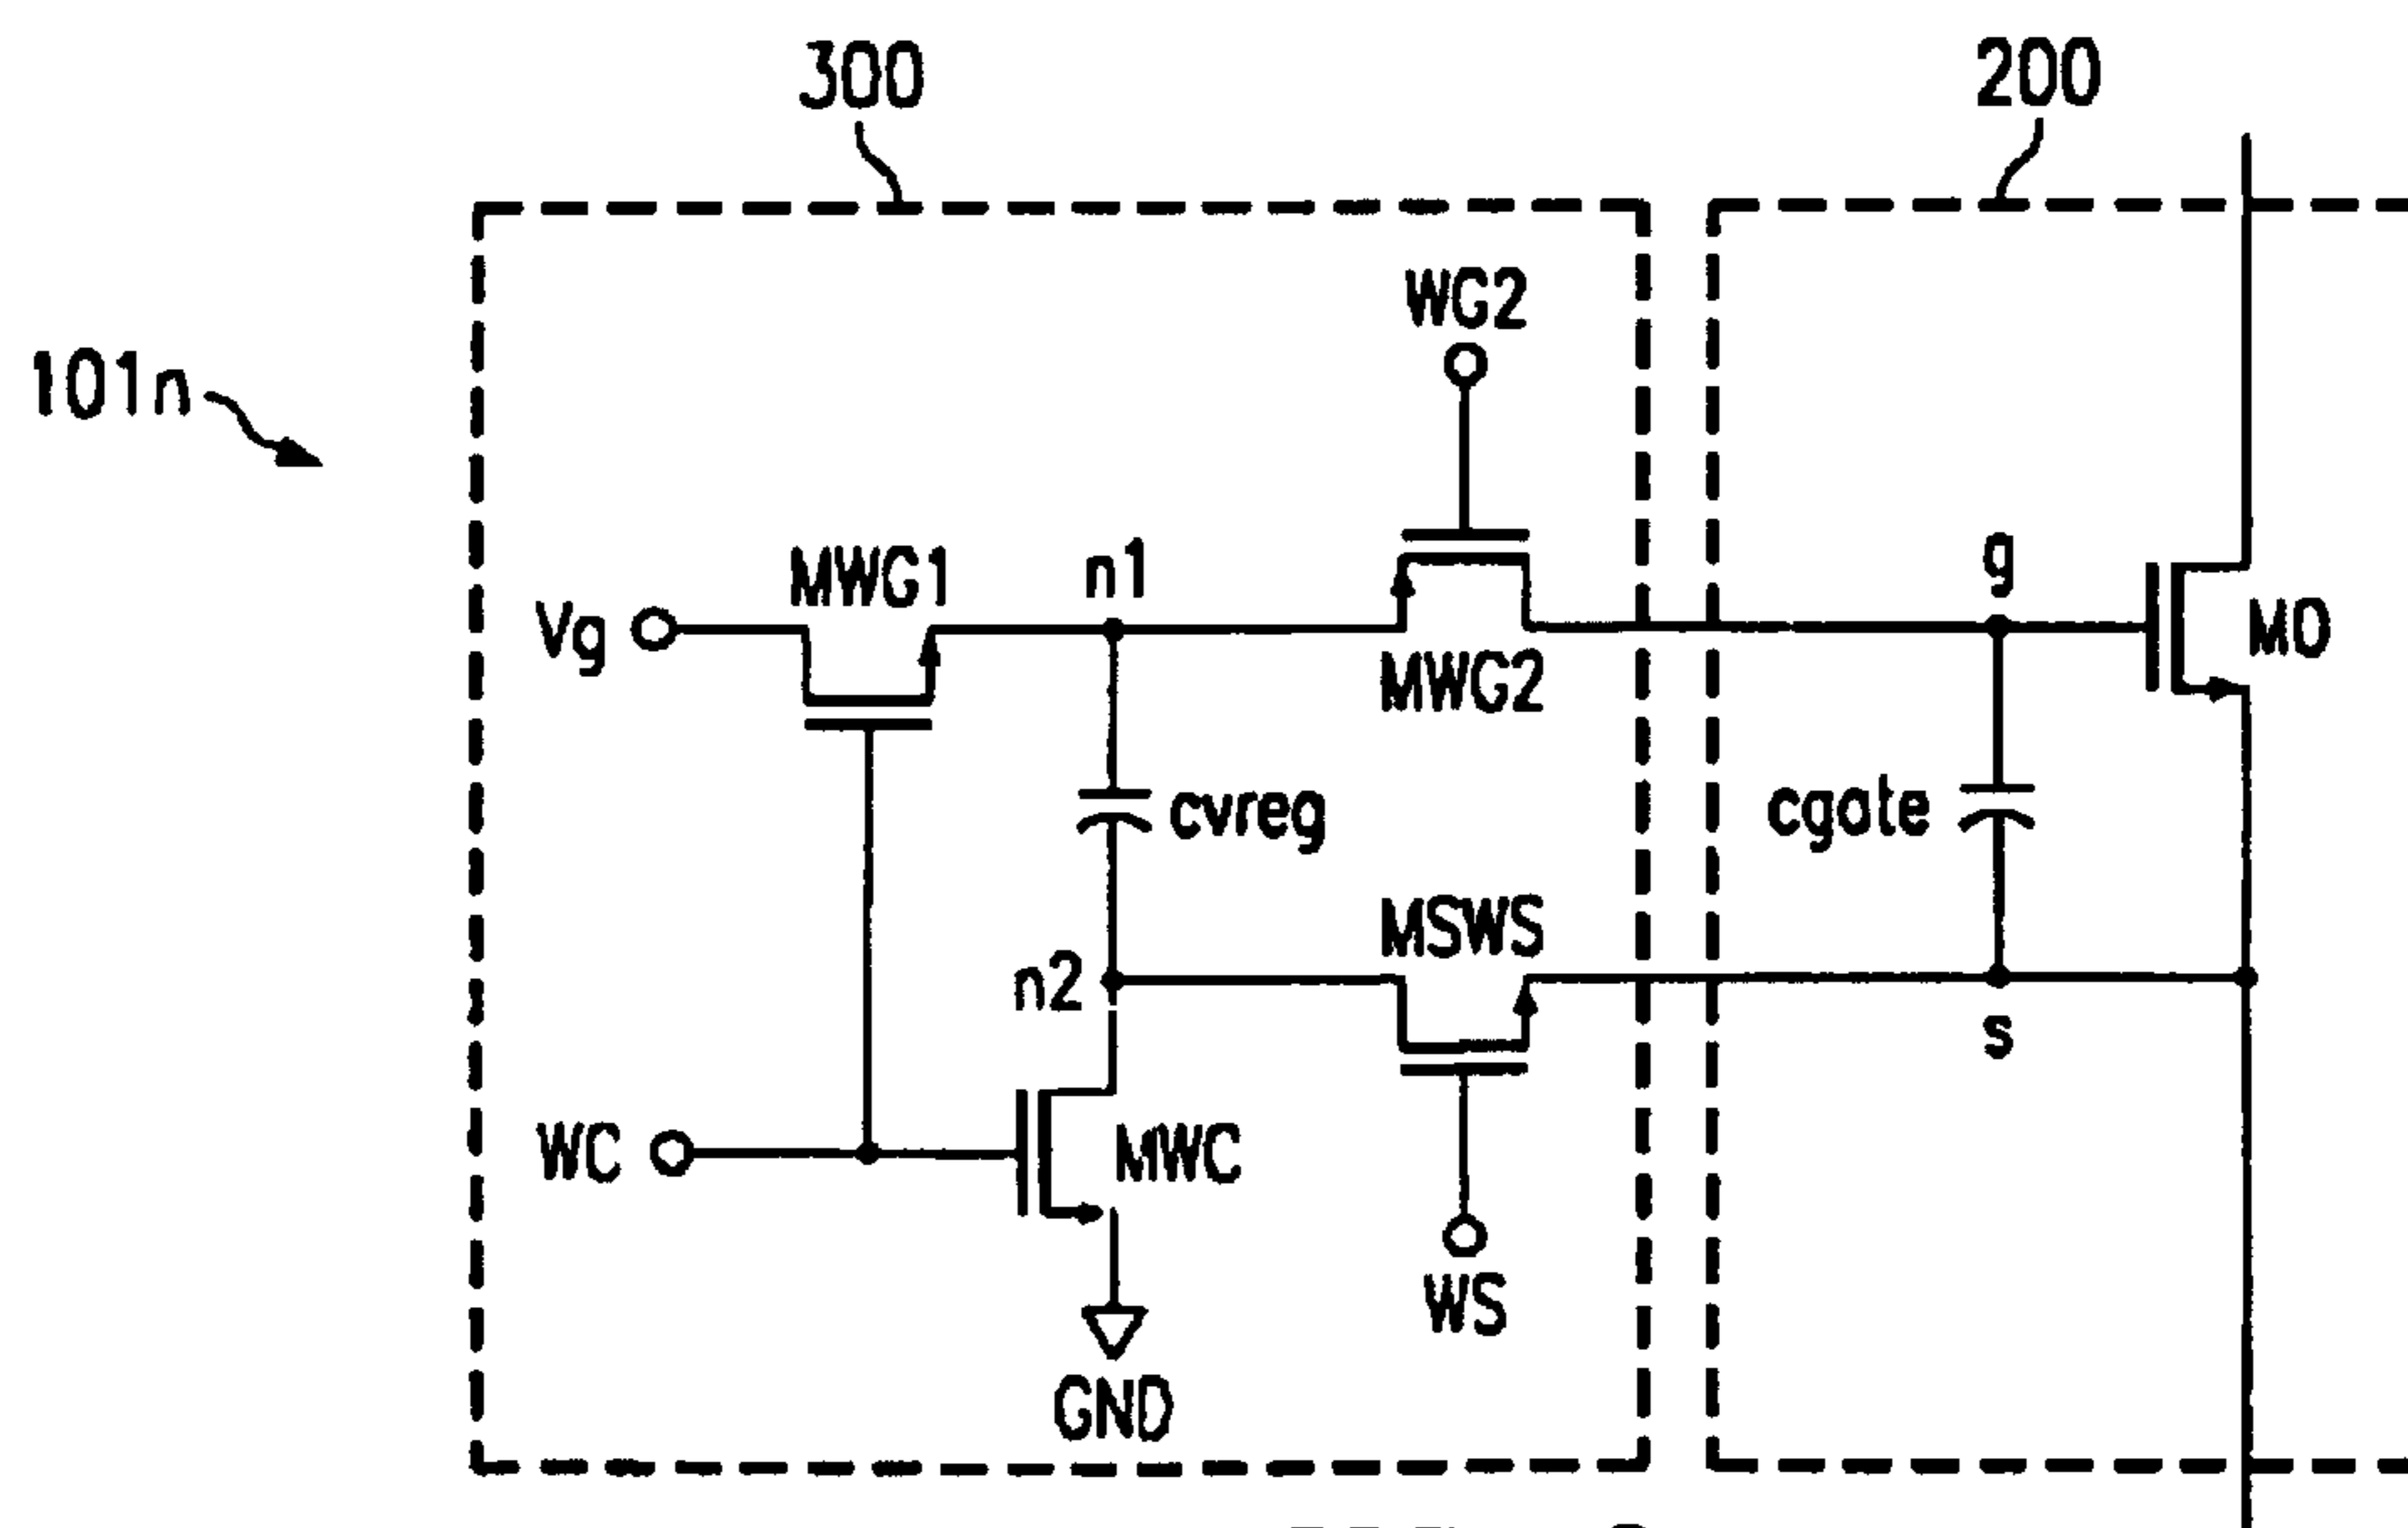 300
200
WG2
101n
MWG1
n1
g
Vg
MO
MWG2
cvreg
cgate
MSWS
n2
s
WC
MWC
WS
GND